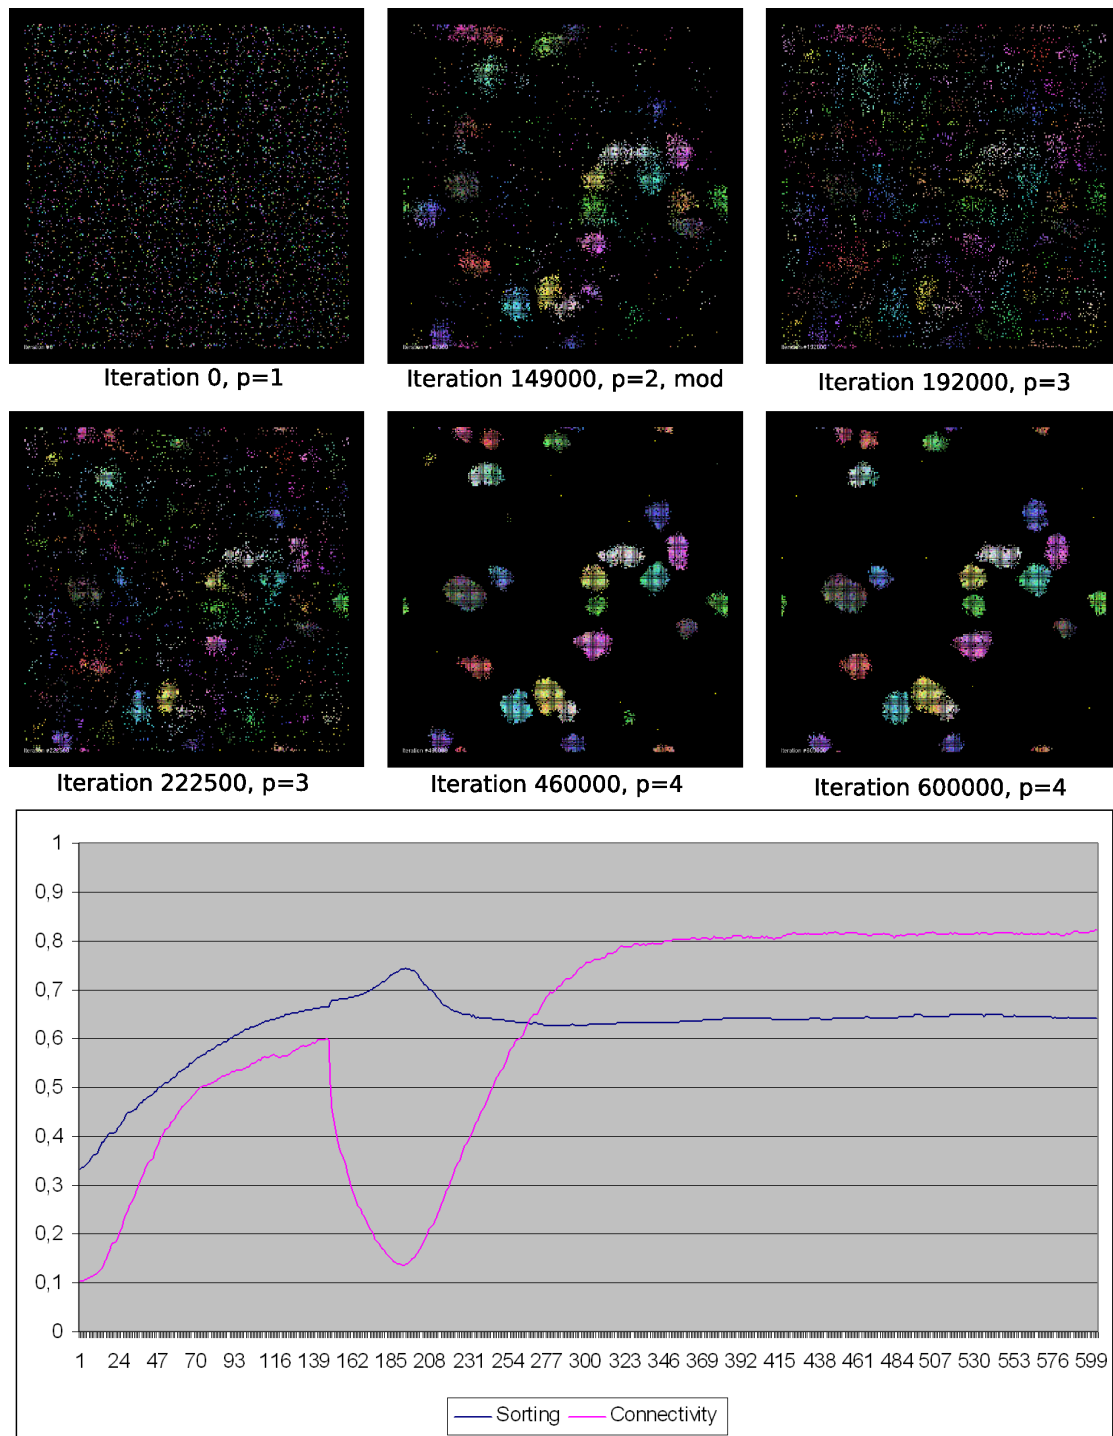 Iteration 0, p=1
Iteration 149000, p=2, mod
Iteration 192000, p=3
Iteration 222500, p=3
Iteration 460000, p=4
Iteration 600000, p=4
1
0,9
0,8
0,7
0,6
0,5
0,4
0,3
0,2
0,1
0
1 24 47 70 93 116 139 162 185 208 231 254 277 300 323 346 369 392 415 438 461 484 507 530 553 576 599
Sorting Connectivity